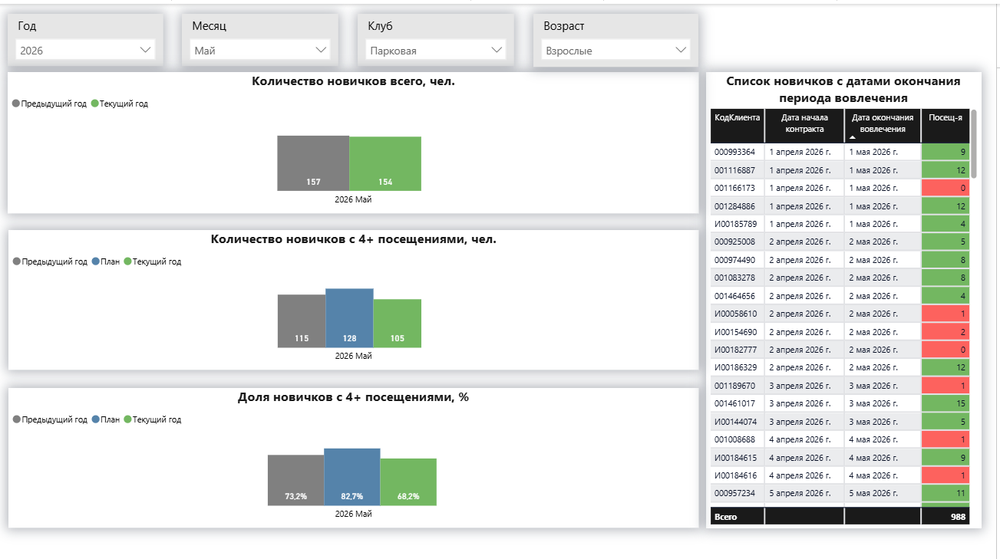 Год
Месяц
Клуб
Возраст
2026
Май
Парковая
Взрослые
Количество новичков всего, чел.
Предыдущий год Текущий год
157
154
2026 Май
Количество новичков с 4+ посещениями, чел.
Предыдущий год План Текущий год
115
128
105
2026 Май
Доля новичков с 4+ посещениями, %
Предыдущий год План Текущий год
73,2%
82,7%
68,2%
2026 Май
Список новичков с датами окончания
периода вовлечения
КодКлиента Дата начала контракта Дата окончания вовлечения Посещ-я
000993364 1 апреля 2026 г. 1 мая 2026 г. 9
001116887 1 апреля 2026 г. 1 мая 2026 г. 12
001166173 1 апреля 2026 г. 1 мая 2026 г. 0
001284886 1 апреля 2026 г. 1 мая 2026 г. 12
И00185789 1 апреля 2026 г. 1 мая 2026 г. 4
000925008 2 апреля 2026 г. 2 мая 2026 г. 5
000974490 2 апреля 2026 г. 2 мая 2026 г. 8
001083278 2 апреля 2026 г. 2 мая 2026 г. 8
001464656 2 апреля 2026 г. 2 мая 2026 г. 4
И00058610 2 апреля 2026 г. 2 мая 2026 г. 1
И00154690 2 апреля 2026 г. 2 мая 2026 г. 2
И00182777 2 апреля 2026 г. 2 мая 2026 г. 0
И00186329 2 апреля 2026 г. 2 мая 2026 г. 12
001189670 3 апреля 2026 г. 3 мая 2026 г. 1
001461017 3 апреля 2026 г. 3 мая 2026 г. 15
И00144074 3 апреля 2026 г. 3 мая 2026 г. 5
001008688 4 апреля 2026 г. 4 мая 2026 г. 1
И00184615 4 апреля 2026 г. 4 мая 2026 г. 9
И00184616 4 апреля 2026 г. 4 мая 2026 г. 1
000957234 5 апреля 2026 г. 5 мая 2026 г. 11
Всего 988